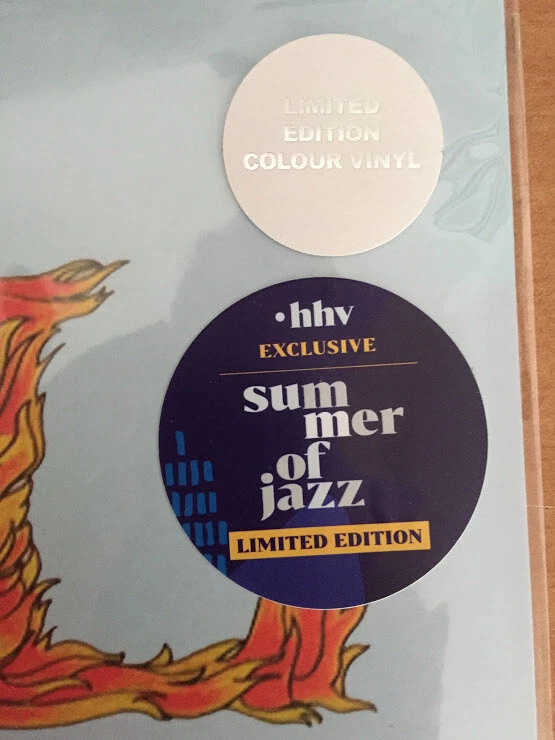 LIMITED
EDITION
COLOUR VINYL
•hhv
EXCLUSIVE
sum
mer
of
jazz
LIMITED EDITION